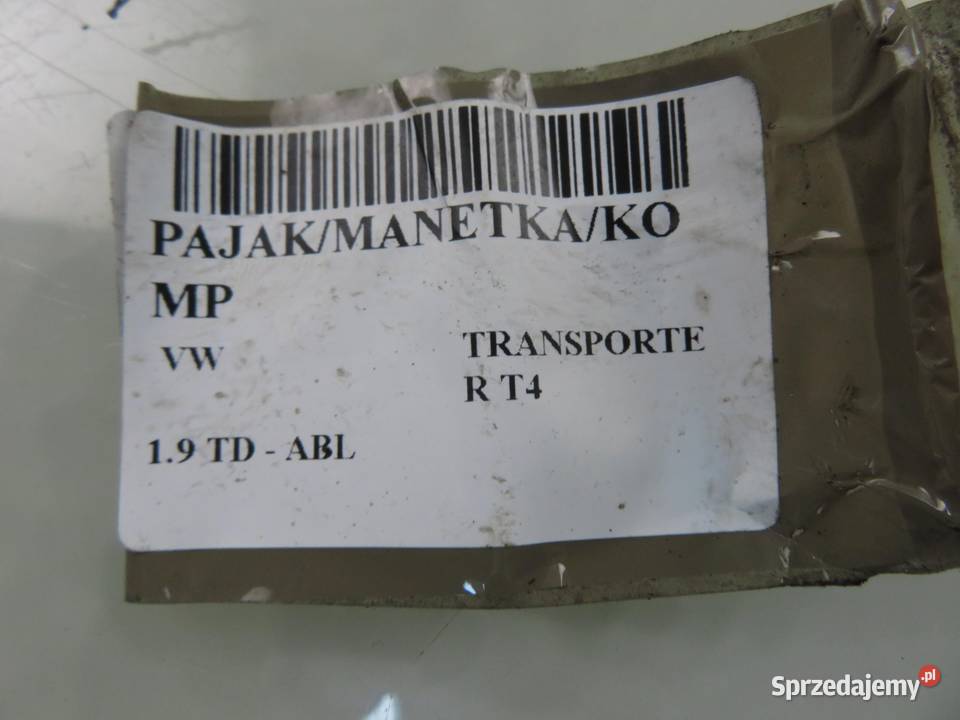 PAJAK/MANETKA/KO
MP
VW
TRANSPORTE
R T4
1.9 TD - ABL
Sprzedajemy.pl